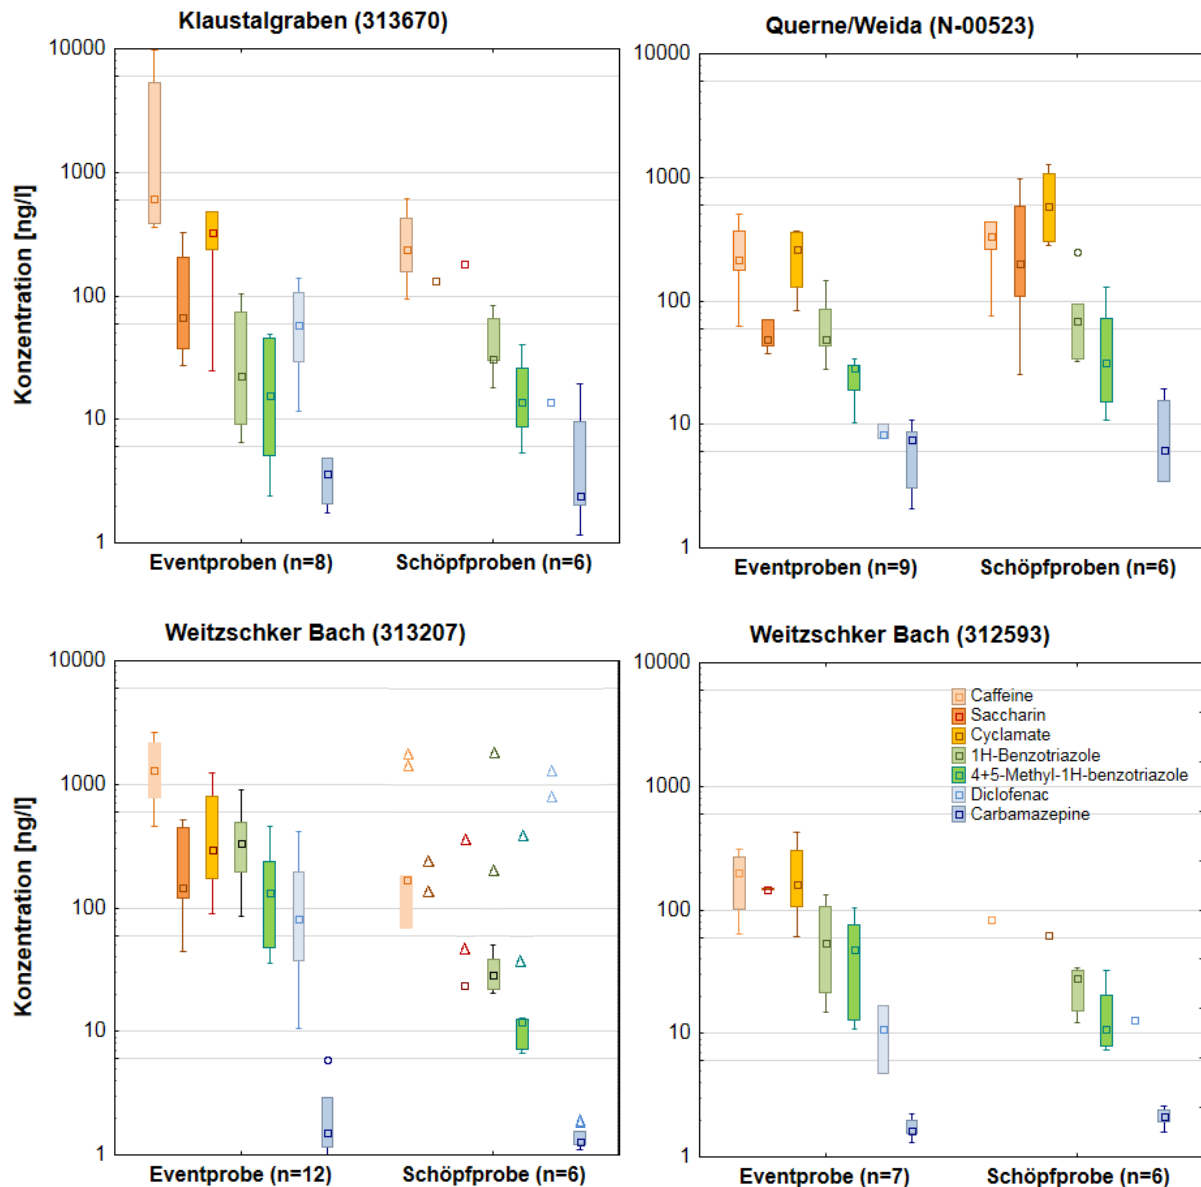 Klaustalgraben (313670)
Konzentration [ng/l]
10000
1000
100
10
1
Eventproben (n=8)
Schöpfproben (n=6)
Querne/Weida (N-00523)
10000
1000
100
10
1
Eventproben (n=9)
Schöpfproben (n=6)
Weitzschker Bach (313207)
Konzentration [ng/l]
10000
1000
100
10
1
Eventprobe (n=12)
Schöpfprobe (n=6)
Weitzschker Bach (312593)
10000
1000
100
10
1
Caffeine
Saccharin
Cyclamate
1H-Benzotriazole
4+5-Methyl-1H-benzotriazole
Diclofenac
Carbamazepine
Eventprobe (n=7)
Schöpfprobe (n=6)